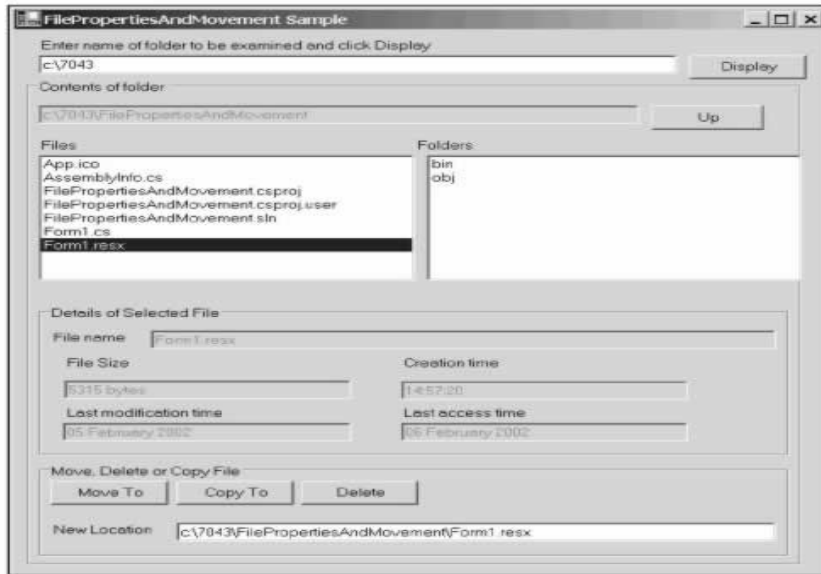 FilePropertiesAndMovement Sample
Enter name of folder to be examined and click Display
c:\7043
Display
Contents of folder
c:\7043\FilePropertiesAndMovement
Up
Files
Folders
App.ico
AssemblyInfo.cs
FilePropertiesAndMovement.csproj
FilePropertiesAndMovement.csproj.user
FilePropertiesAndMovement.sln
Form1.cs
Form1.resx
bin
obj
Details of Selected File
File name
Form1.resx
File Size
Creation time
5315 bytes
14:57:20
Last modification time
Last access time
05 February 2002
06 February 2002
Move, Delete or Copy File
Move To
Copy To
Delete
New Location
c:\7043\FilePropertiesAndMovement\Form1.resx